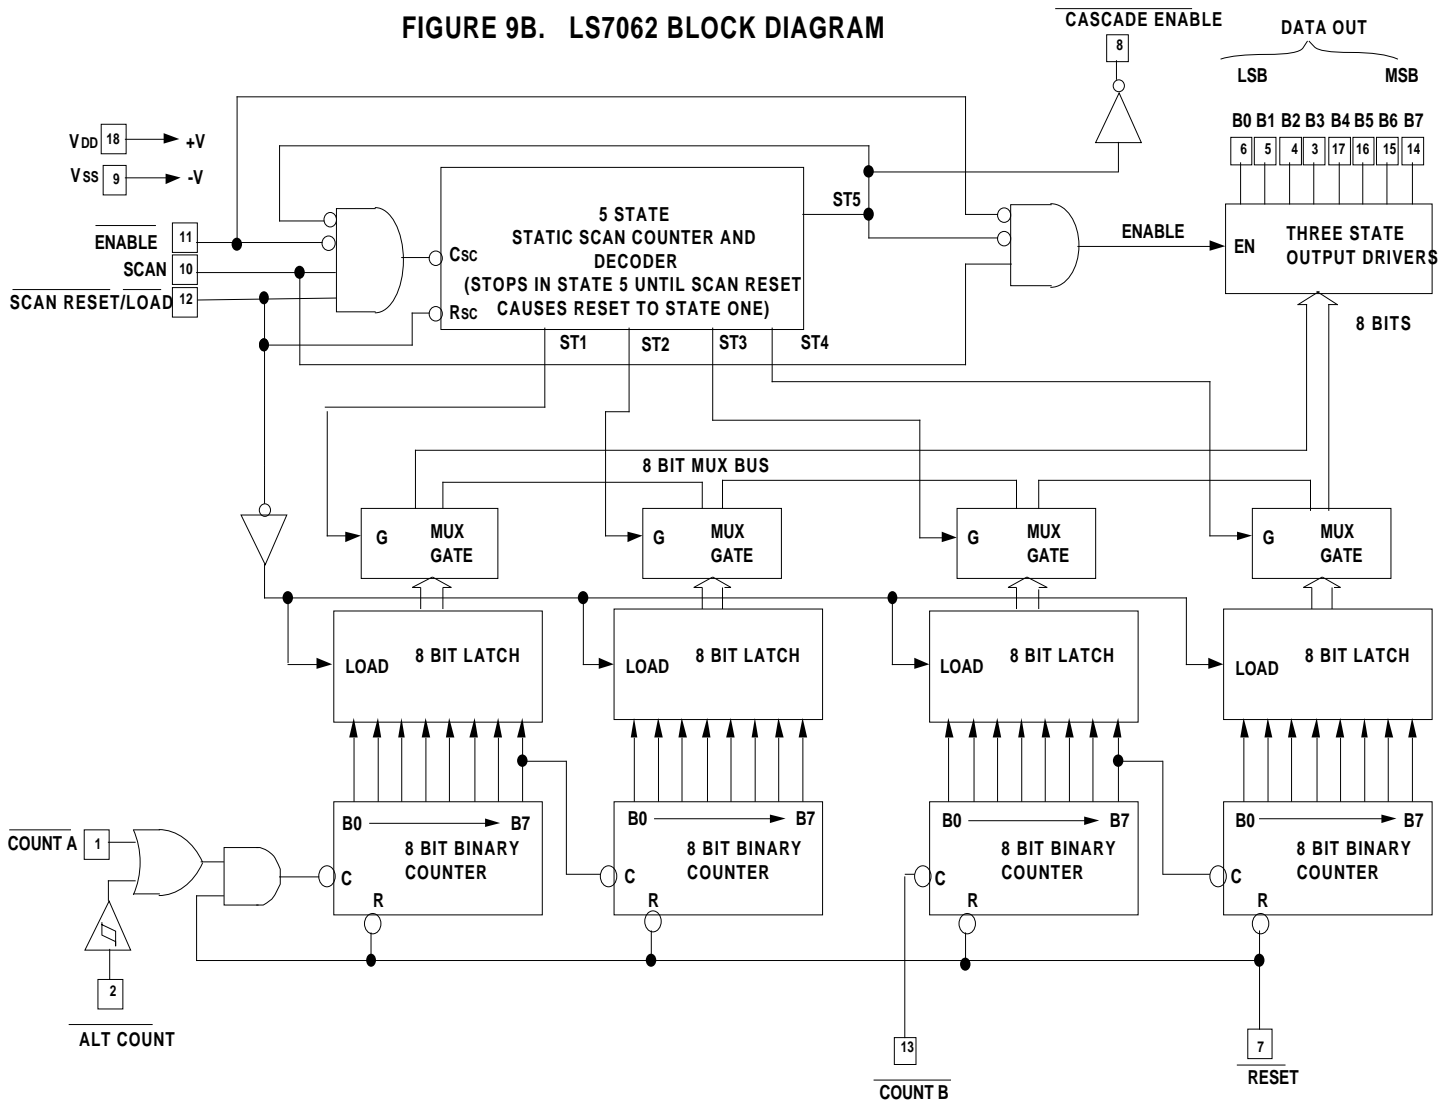 FIGURE 9B. LS7062 BLOCK DIAGRAM
CASCADE ENABLE
8
DATA OUT
LSB MSB
B0 B1 B2 B3 B4 B5 B6 B7
6 5 4 3 17 16 15 14
VDD 18 +V
VSS 9 -V
ENABLE 11
SCAN 10
SCAN RESET/LOAD 12
CSC
RSC
5 STATE
STATIC SCAN COUNTER AND
DECODER
(STOPS IN STATE 5 UNTIL SCAN RESET
CAUSES RESET TO STATE ONE)
ST5
ST1 ST2 ST3 ST4
ENABLE
EN
THREE STATE
OUTPUT DRIVERS
8 BITS
8 BIT MUX BUS
G MUX
GATE
G MUX
GATE
G MUX
GATE
G MUX
GATE
LOAD 8 BIT LATCH
LOAD 8 BIT LATCH
LOAD 8 BIT LATCH
LOAD 8 BIT LATCH
B0 B7
8 BIT BINARY
COUNTER
C
R
B0 B7
8 BIT BINARY
COUNTER
C
R
B0 B7
8 BIT BINARY
COUNTER
C
R
B0 B7
8 BIT BINARY
COUNTER
C
R
COUNT A 1
2
ALT COUNT
13
COUNT B
7
RESET